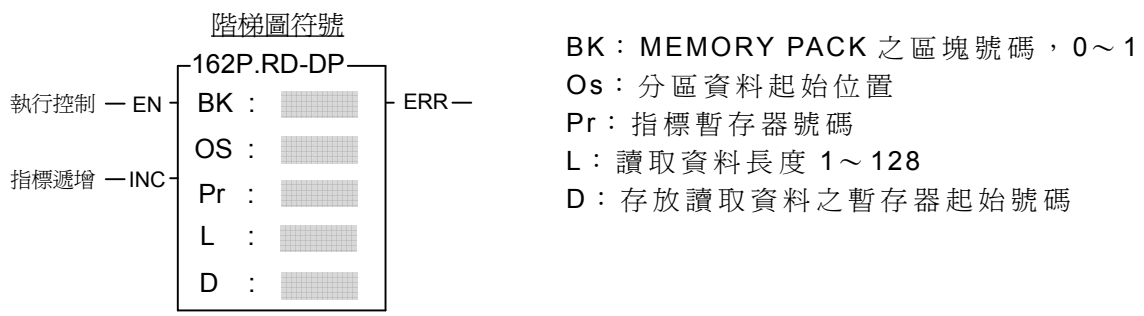 階梯圖符號
162P.RD-DP
執行控制 EN BK : ERR
OS :
指標遞增 INC Pr :
L :
D :
BK：MEMORY PACK 之區塊號碼，0～1
Os：分區資料起始位置
Pr：指標暫存器號碼
L：讀取資料長度 1～128
D：存放讀取資料之暫存器起始號碼